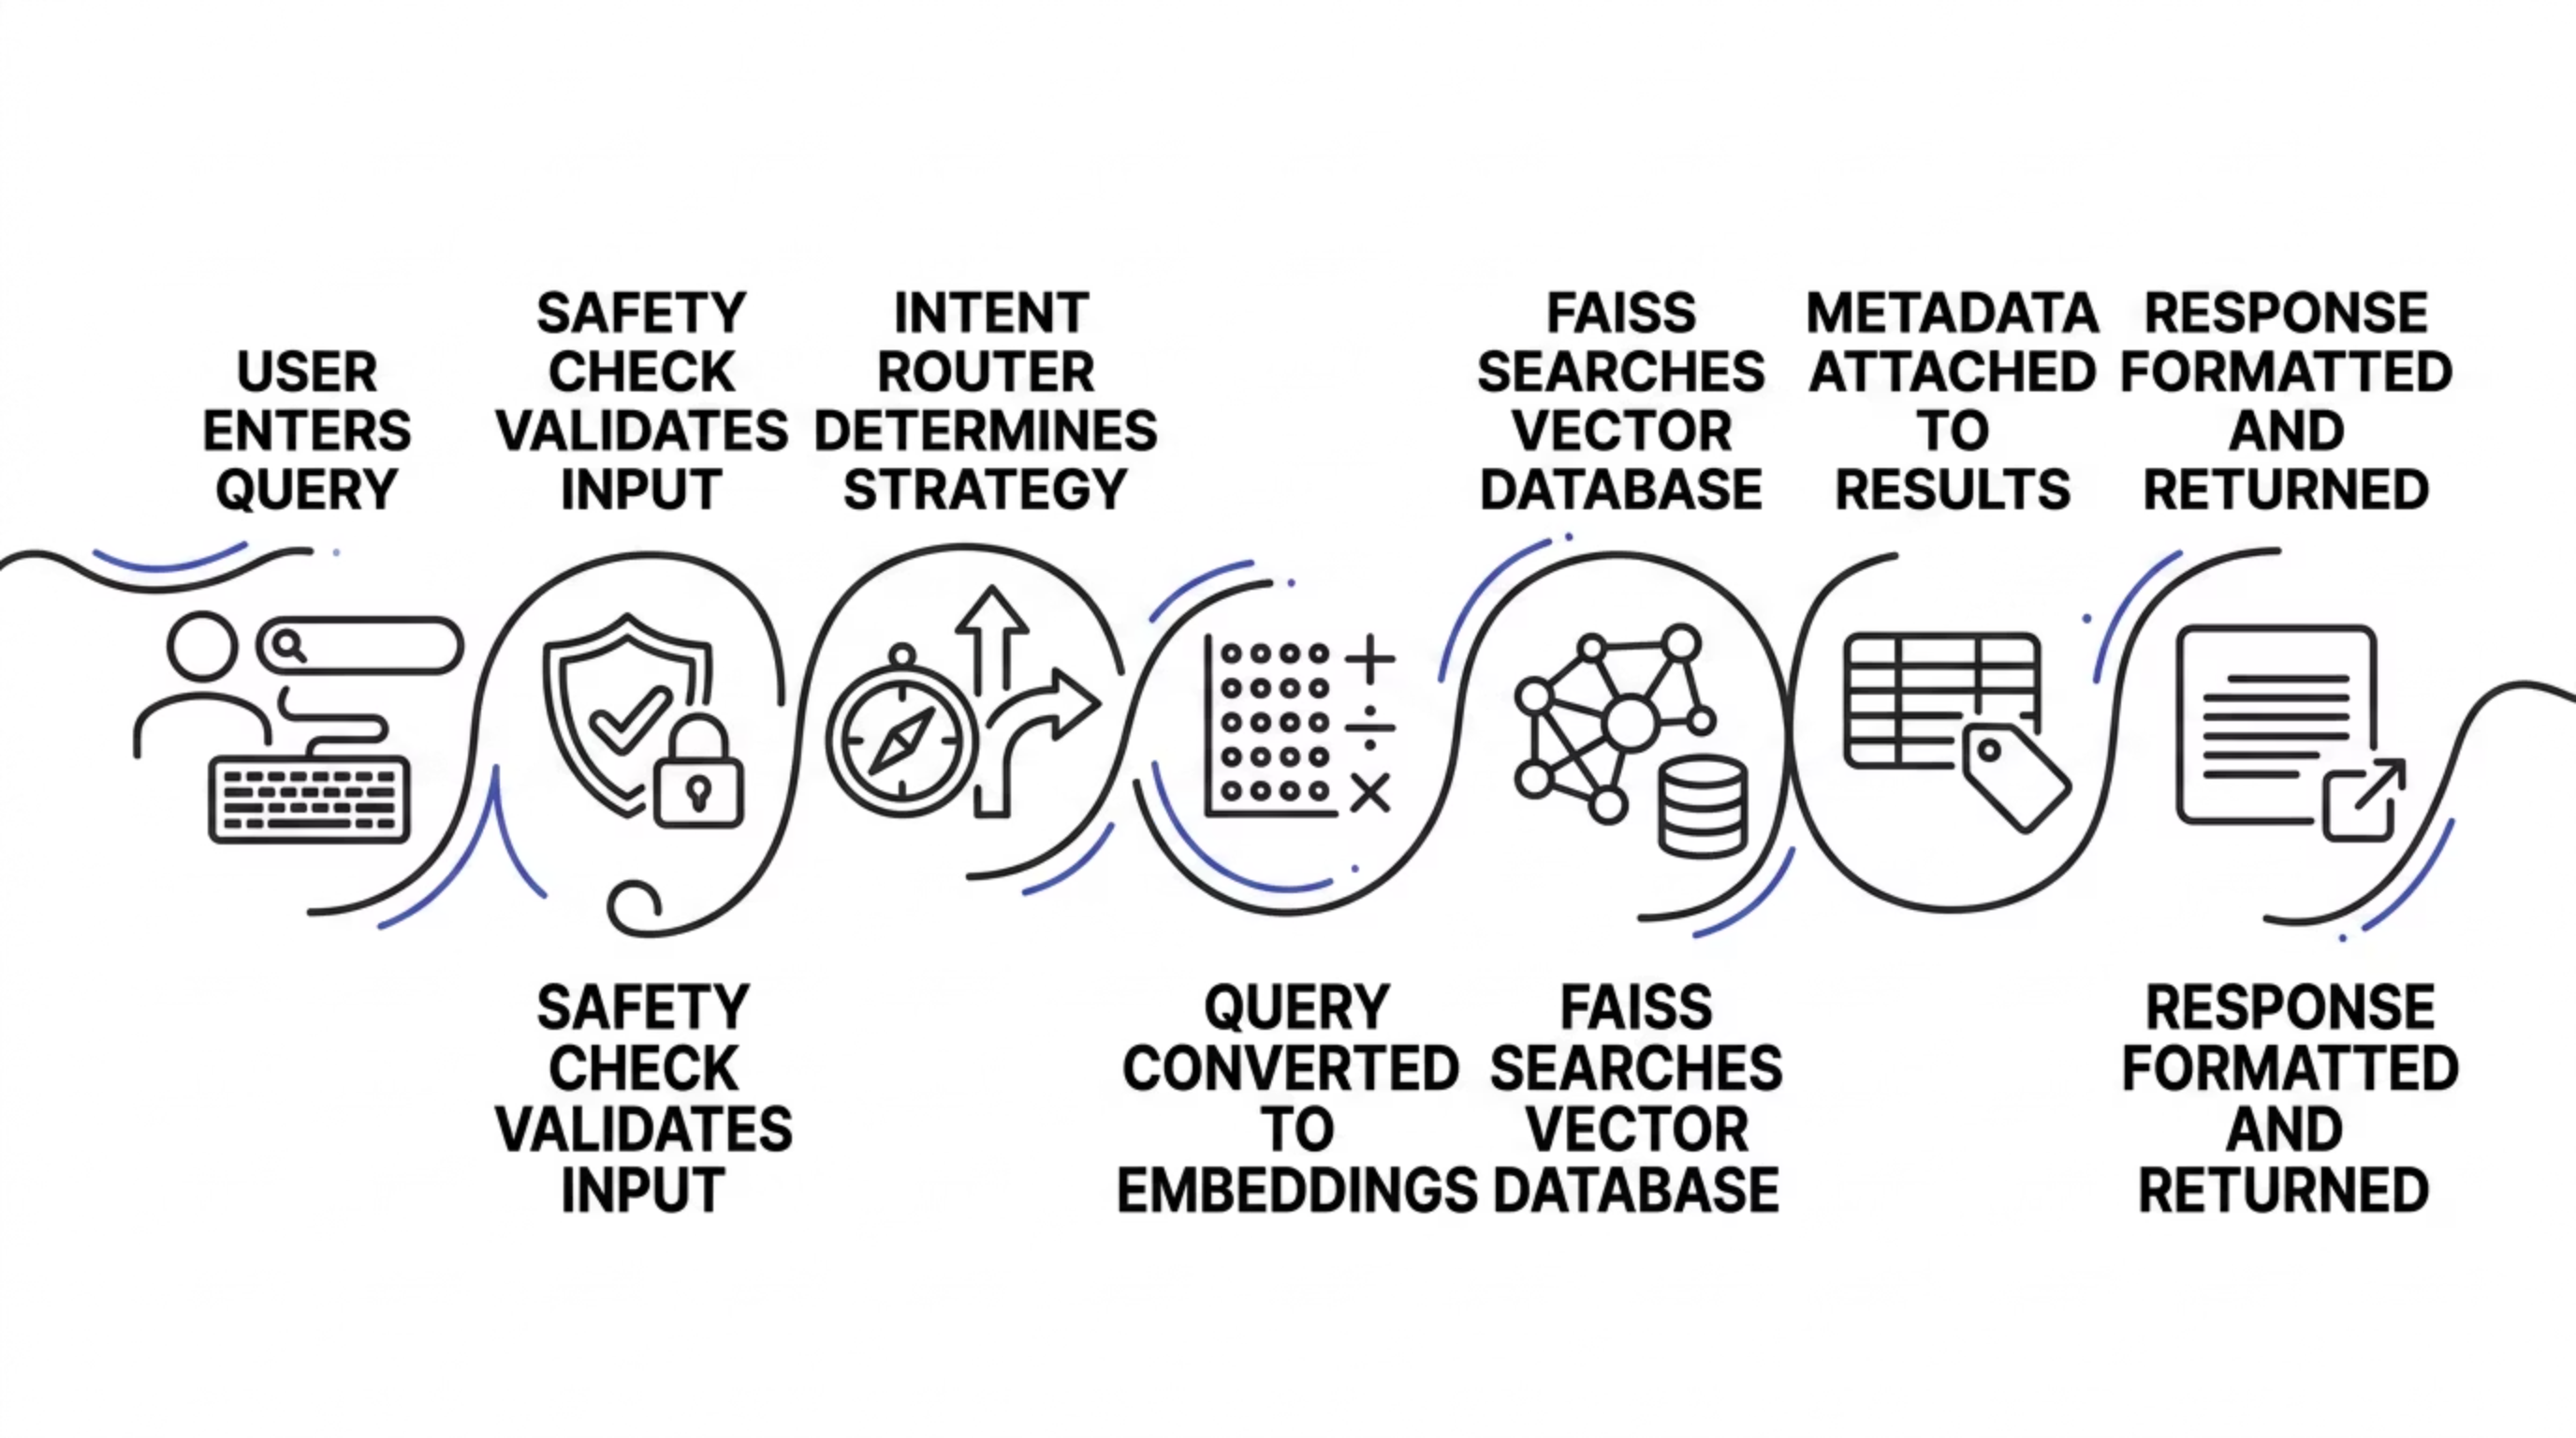 USER
ENTERS
QUERY
SAFETY
CHECK
VALIDATES
INPUT
INTENT
ROUTER
DETERMINES
STRATEGY
FAISS
SEARCHES
VECTOR
DATABASE
METADATA
ATTACHED
TO
RESULTS
RESPONSE
FORMATTED
AND
RETURNED
SAFETY
CHECK
VALIDATES
INPUT
QUERY
CONVERTED
TO
EMBEDDINGS
FAISS
SEARCHES
VECTOR
DATABASE
RESPONSE
FORMATTED
AND
RETURNED